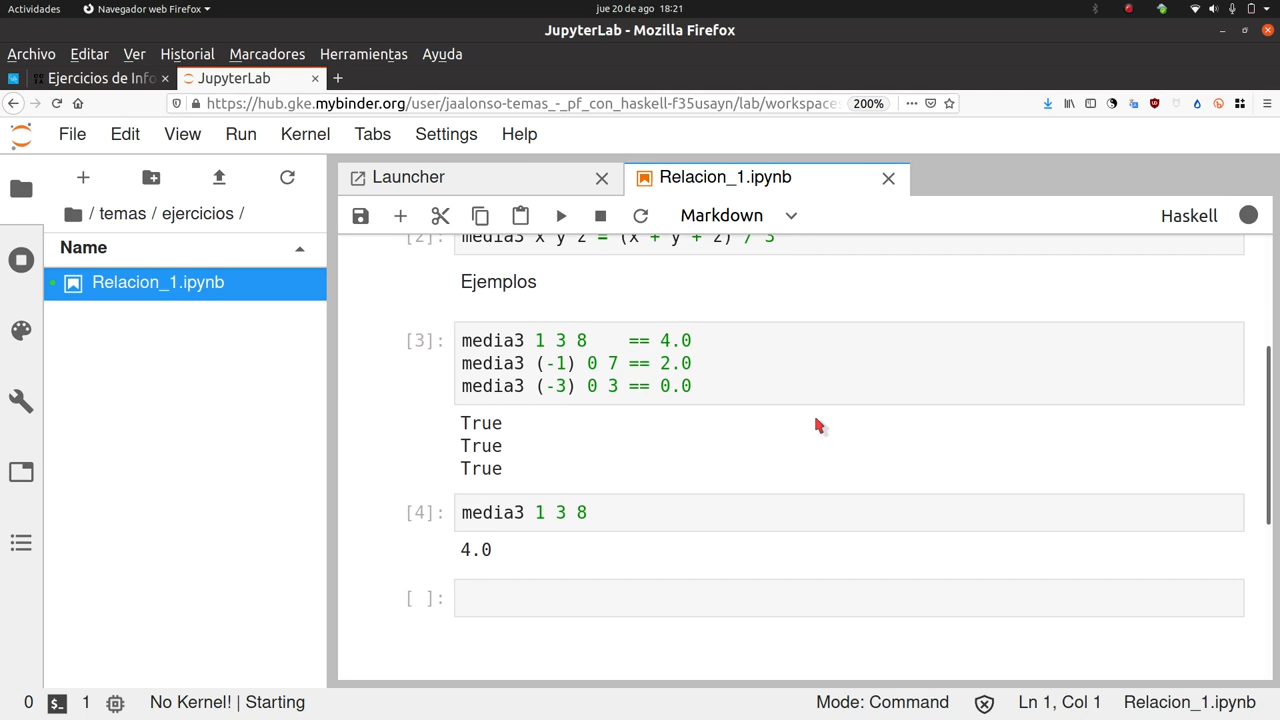 Actividades Navegador web Firefox jue 20 de ago 18:21
JupyterLab - Mozilla Firefox
Archivo Editar Ver Historial Marcadores Herramientas Ayuda
Ejercicios de Info JupyterLab
https://hub.gke.mybinder.org/user/jaalonso-temas_-_pf_con_haskell-f35usayn/lab/workspace 200%
File Edit View Run Kernel Tabs Settings Help
Launcher Relacion_1.ipynb
Markdown Haskell
/ temas / ejercicios /
Name
Relacion_1.ipynb
[2]: media3 x y z = (x + y + z) / 3
Ejemplos
[3]: media3 1 3 8 == 4.0
media3 (-1) 0 7 == 2.0
media3 (-3) 0 3 == 0.0
True
True
True
[4]: media3 1 3 8
4.0
[ ]:
0 $_ 1 No Kernel! | Starting Mode: Command Ln 1, Col 1 Relacion_1.ipynb